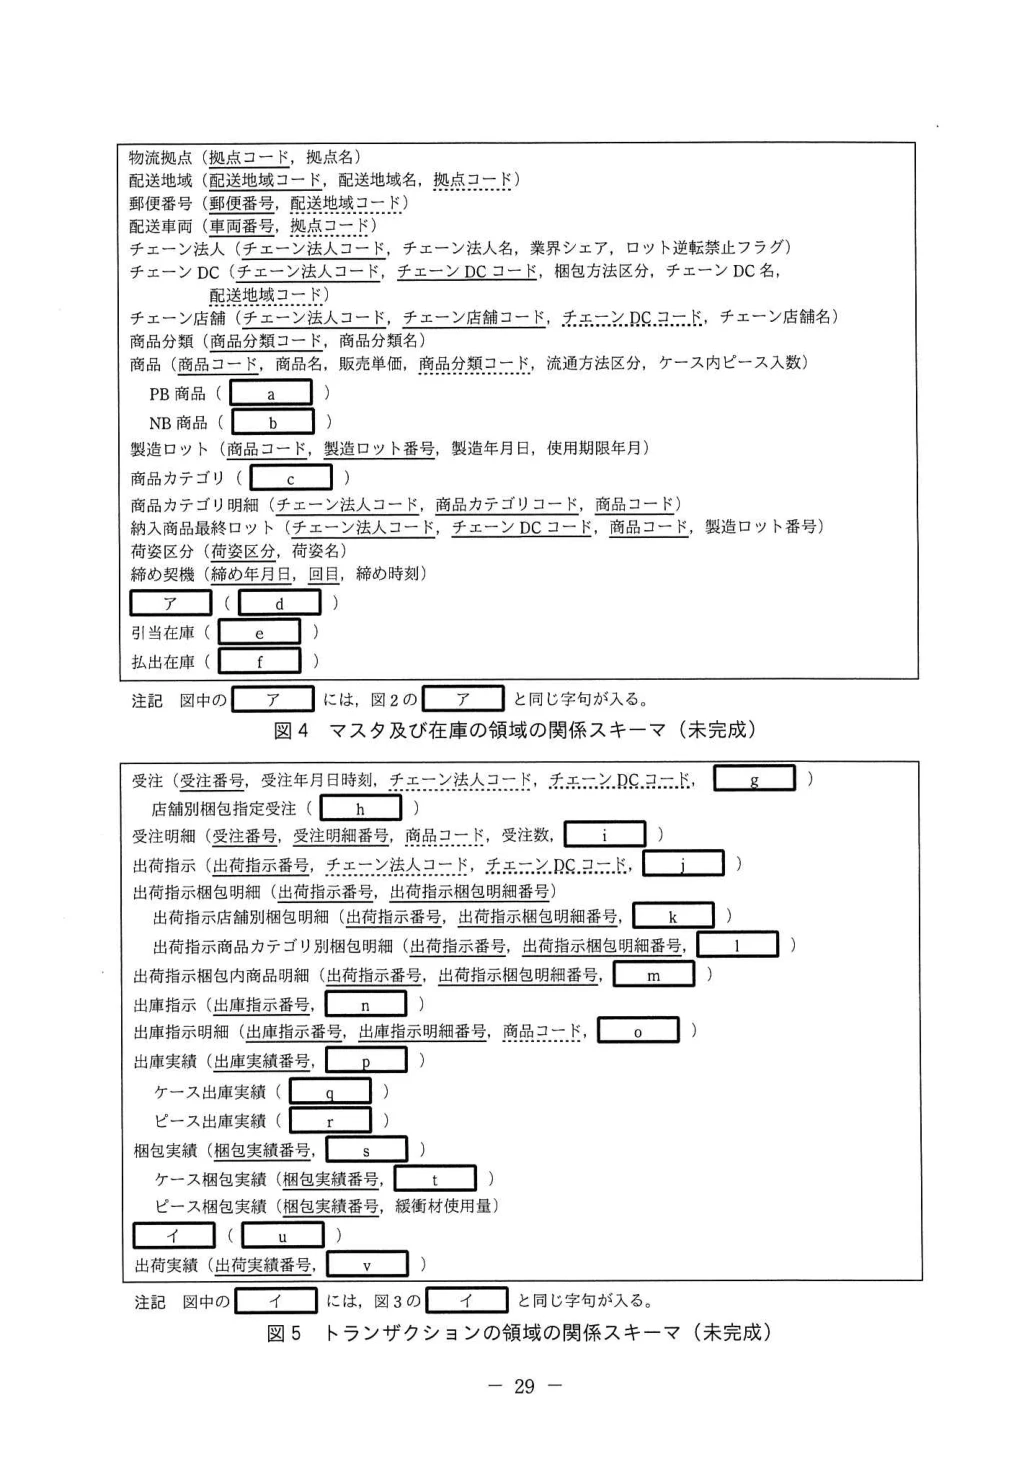 物流拠点（拠点コード，拠点名）
配送地域（配送地域コード，配送地域名，拠点コード）
郵便番号（郵便番号，配送地域コード）
配送車両（車両番号，拠点コード）
チェーン法人（チェーン法人コード，チェーン法人名，業界シェア，ロット逆転禁止フラグ）
チェーン DC（チェーン法人コード，チェーン DC コード，梱包方法区分，チェーン DC 名，
配送地域コード）
チェーン店舗（チェーン法人コード，チェーン店舗コード，チェーン DC コード，チェーン店舗名）
商品分類（商品分類コード，商品分類名）
商品（商品コード，商品名，販売単価，商品分類コード，流通方法区分，ケース内ピース入数）
PB 商品（ a ）
NB 商品（ b ）
製造ロット（商品コード，製造ロット番号，製造年月日，使用期限年月）
商品カテゴリ（ c ）
商品カテゴリ明細（チェーン法人コード，商品カテゴリコード，商品コード）
納入商品最終ロット（チェーン法人コード，チェーン DC コード，商品コード，製造ロット番号）
荷姿区分（荷姿区分，荷姿名）
締め契機（締め年月日，回目，締め時刻）
ア （ d ）
引当在庫（ e ）
払出在庫（ f ）
注記　図中の ア には，図2の ア と同じ字句が入る。
図4　マスタ及び在庫の領域の関係スキーマ（未完成）
受注（受注番号，受注年月日時刻，チェーン法人コード，チェーン DC コード， g ）
店舗別梱包指定受注（ h ）
受注明細（受注番号，受注明細番号，商品コード，受注数， i ）
出荷指示（出荷指示番号，チェーン法人コード，チェーン DC コード， j ）
出荷指示梱包明細（出荷指示番号，出荷指示梱包明細番号）
出荷指示店舗別梱包明細（出荷指示番号，出荷指示梱包明細番号， k ）
出荷指示商品カテゴリ別梱包明細（出荷指示番号，出荷指示梱包明細番号， l ）
出荷指示梱包内商品明細（出荷指示番号，出荷指示梱包明細番号， m ）
出庫指示（出庫指示番号， n ）
出庫指示明細（出庫指示番号，出庫指示明細番号，商品コード， o ）
出庫実績（出庫実績番号， p ）
ケース出庫実績（ q ）
ピース出庫実績（ r ）
梱包実績（梱包実績番号， s ）
ケース梱包実績（梱包実績番号， t ）
ピース梱包実績（梱包実績番号，緩衝材使用量）
イ （ u ）
出荷実績（出荷実績番号， v ）
注記　図中の イ には，図3の イ と同じ字句が入る。
図5　トランザクションの領域の関係スキーマ（未完成）
－ 29 －